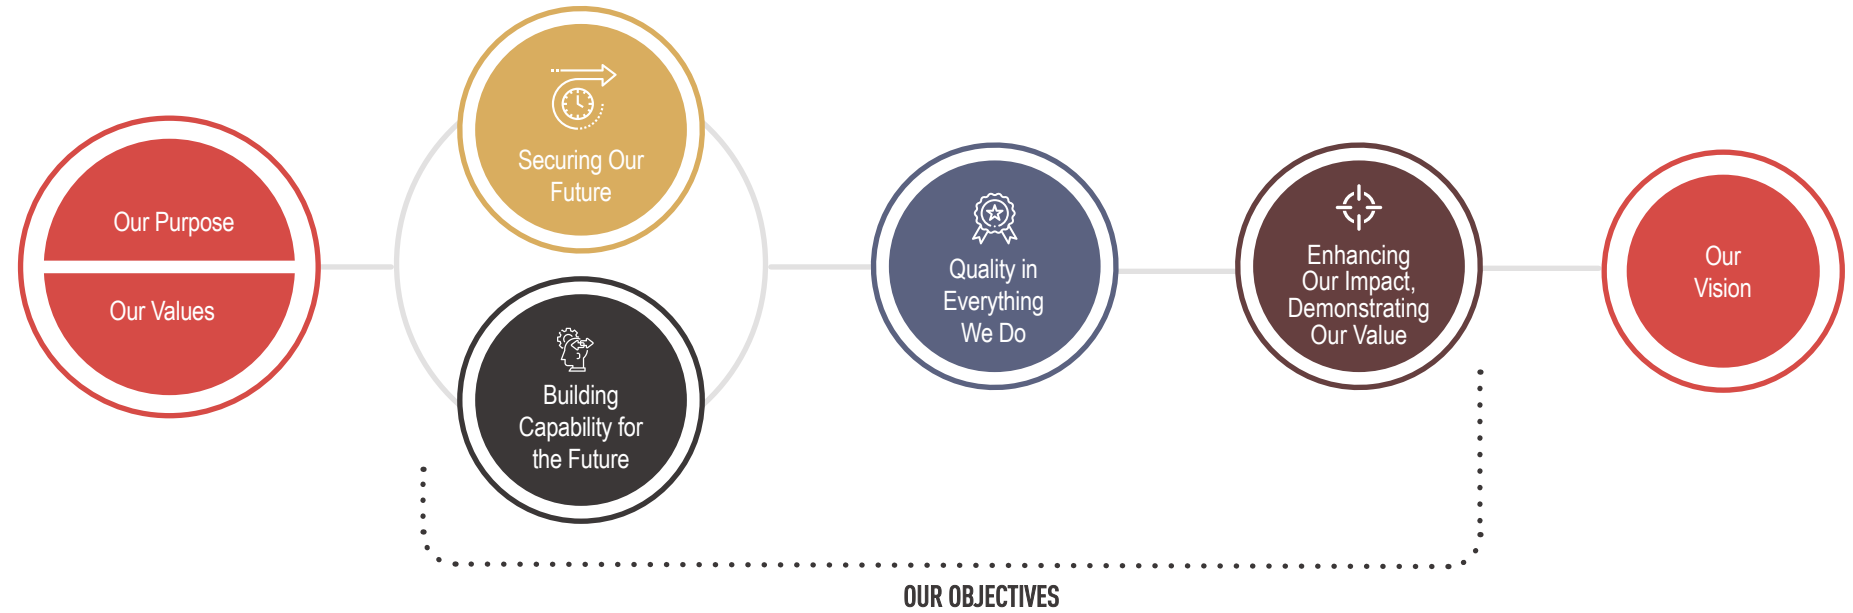 Our Purpose
Our Values
Securing Our
Future
Building
Capability for
the Future
Quality in
Everything
We Do
Enhancing
Our Impact,
Demonstrating
Our Value
Our
Vision
OUR OBJECTIVES